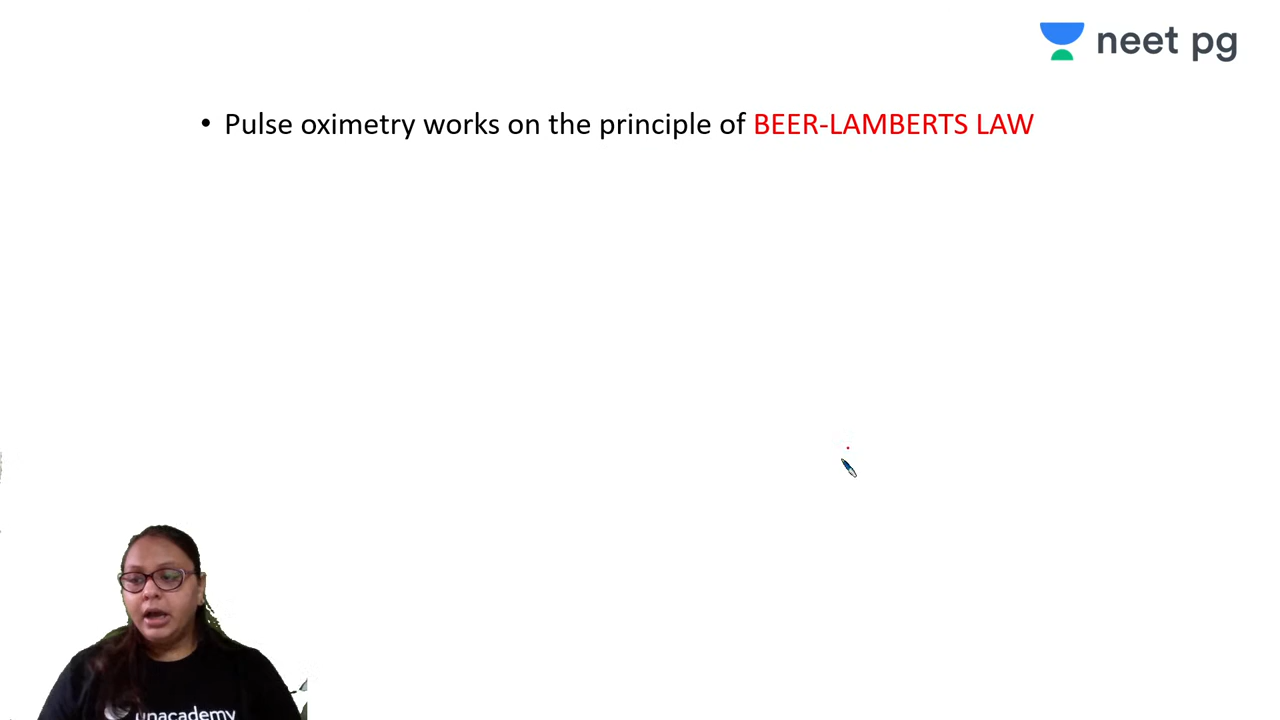 neet pg
• Pulse oximetry works on the principle of BEER-LAMBERTS LAW
unacademy